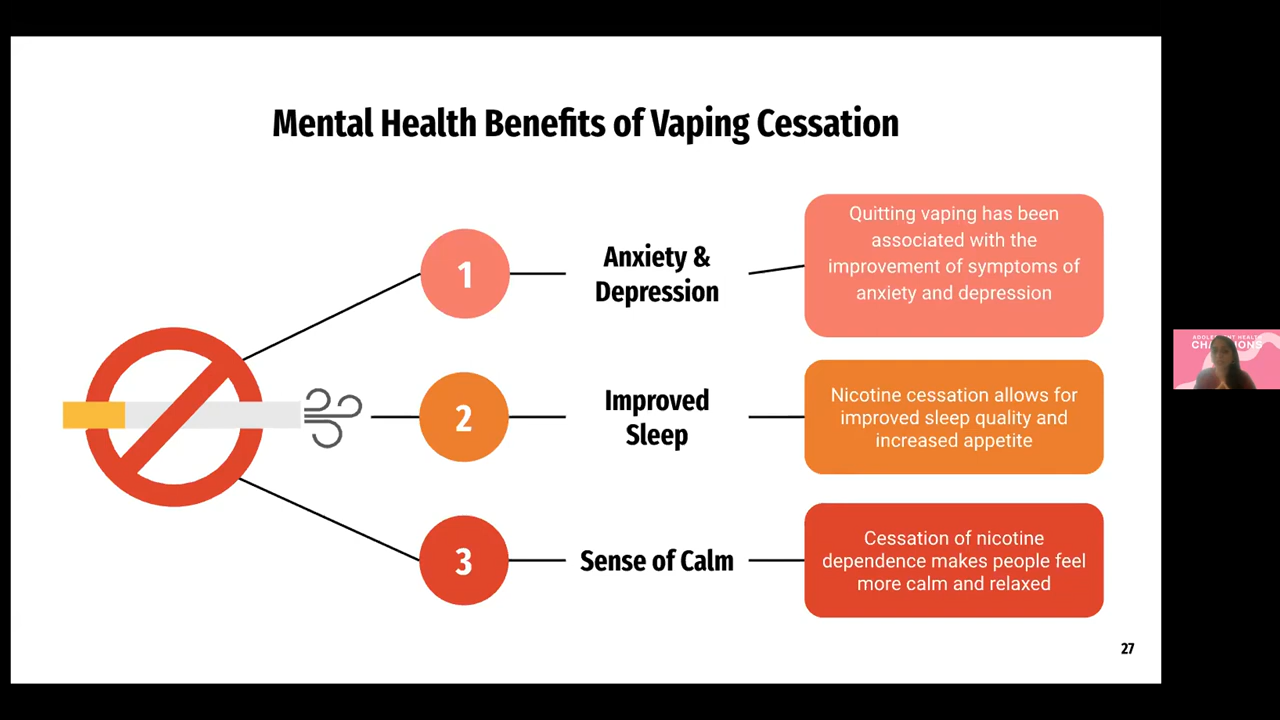 Mental Health Benefits of Vaping Cessation
1
Anxiety &
Depression
Quitting vaping has been
associated with the
improvement of symptoms of
anxiety and depression
2
Improved
Sleep
Nicotine cessation allows for
improved sleep quality and
increased appetite
3
Sense of Calm
Cessation of nicotine
dependence makes people feel
more calm and relaxed
27